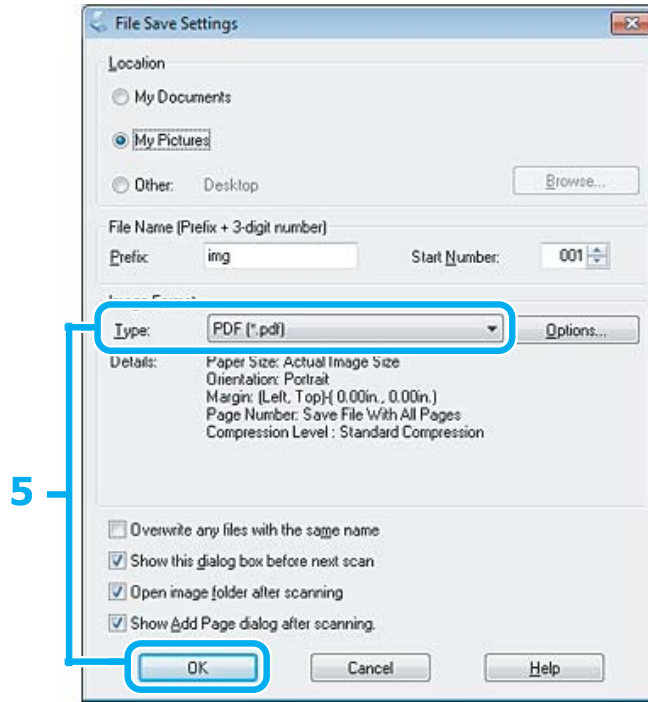 File Save Settings
Location
My Documents
My Pictures
Other: Desktop Browse...
File Name (Prefix + 3-digit number)
Prefix: img Start Number: 001
Type: PDF (*.pdf) Options...
Details: Paper Size: Actual Image Size
Orientation: Portrait
Margin: (Left, Top)-( 0.00in., 0.00in.)
Page Number: Save File With All Pages
Compression Level : Standard Compression
5
Overwrite any files with the same name
Show this dialog box before next scan
Open image folder after scanning
Show Add Page dialog after scanning.
OK Cancel Help